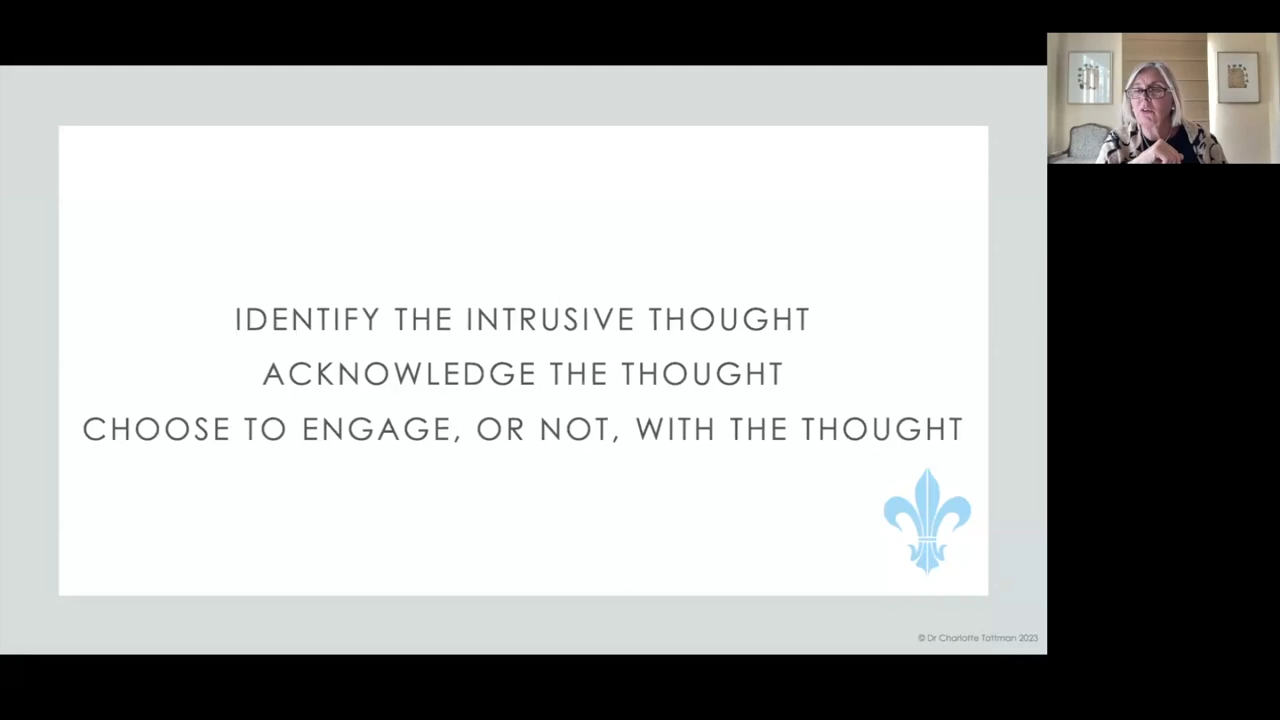 IDENTIFY THE INTRUSIVE THOUGHT
ACKNOWLEDGE THE THOUGHT
CHOOSE TO ENGAGE, OR NOT, WITH THE THOUGHT
© Dr Charlotte Tottman 2023